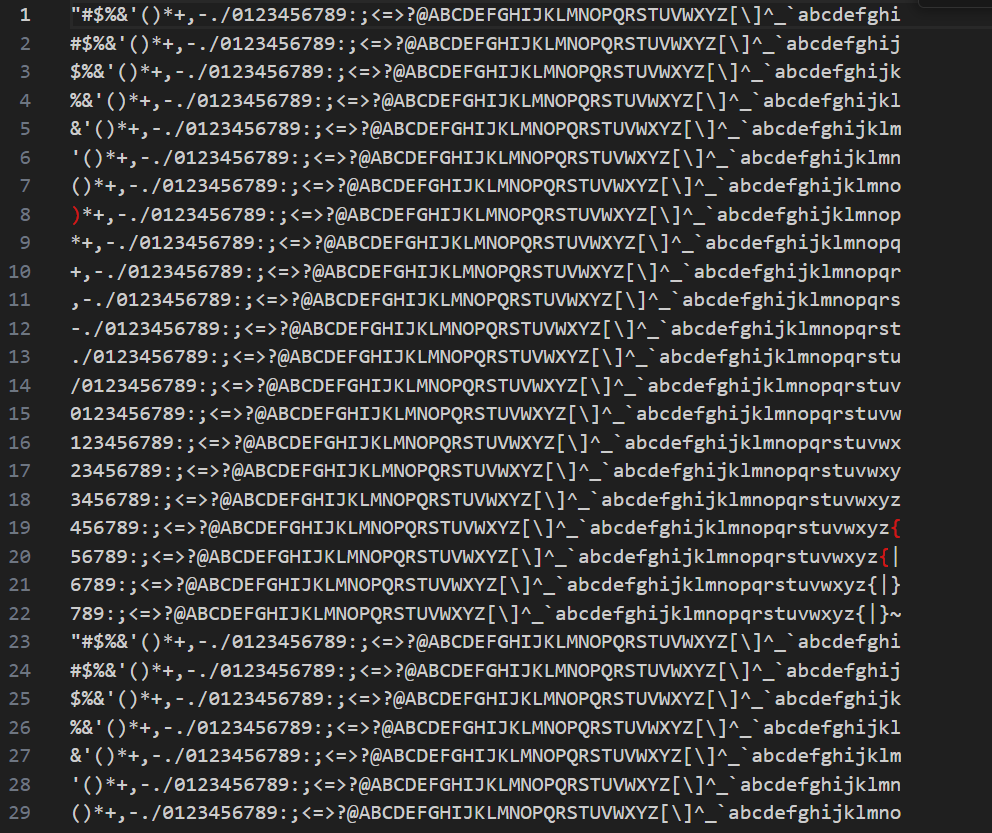 1 "#$%&'()*+,-./0123456789:;<=>?@ABCDEFGHIJKLMNOPQRSTUVWXYZ[\]^_`abcdefghi
2 #$%&'()*+,-./0123456789:;<=>?@ABCDEFGHIJKLMNOPQRSTUVWXYZ[\]^_`abcdefghij
3 $%&'()*+,-./0123456789:;<=>?@ABCDEFGHIJKLMNOPQRSTUVWXYZ[\]^_`abcdefghijk
4 %&'()*+,-./0123456789:;<=>?@ABCDEFGHIJKLMNOPQRSTUVWXYZ[\]^_`abcdefghijkl
5 &'()*+,-./0123456789:;<=>?@ABCDEFGHIJKLMNOPQRSTUVWXYZ[\]^_`abcdefghijklm
6 '()*+,-./0123456789:;<=>?@ABCDEFGHIJKLMNOPQRSTUVWXYZ[\]^_`abcdefghijklmn
7 ()*+,-./0123456789:;<=>?@ABCDEFGHIJKLMNOPQRSTUVWXYZ[\]^_`abcdefghijklmno
8 )*+,-./0123456789:;<=>?@ABCDEFGHIJKLMNOPQRSTUVWXYZ[\]^_`abcdefghijklmnop
9 *+,-./0123456789:;<=>?@ABCDEFGHIJKLMNOPQRSTUVWXYZ[\]^_`abcdefghijklmnopq
10 +,-./0123456789:;<=>?@ABCDEFGHIJKLMNOPQRSTUVWXYZ[\]^_`abcdefghijklmnopqr
11 ,-./0123456789:;<=>?@ABCDEFGHIJKLMNOPQRSTUVWXYZ[\]^_`abcdefghijklmnopqrs
12 -./0123456789:;<=>?@ABCDEFGHIJKLMNOPQRSTUVWXYZ[\]^_`abcdefghijklmnopqrst
13 ./0123456789:;<=>?@ABCDEFGHIJKLMNOPQRSTUVWXYZ[\]^_`abcdefghijklmnopqrstu
14 /0123456789:;<=>?@ABCDEFGHIJKLMNOPQRSTUVWXYZ[\]^_`abcdefghijklmnopqrstuv
15 0123456789:;<=>?@ABCDEFGHIJKLMNOPQRSTUVWXYZ[\]^_`abcdefghijklmnopqrstuvw
16 123456789:;<=>?@ABCDEFGHIJKLMNOPQRSTUVWXYZ[\]^_`abcdefghijklmnopqrstuvwx
17 23456789:;<=>?@ABCDEFGHIJKLMNOPQRSTUVWXYZ[\]^_`abcdefghijklmnopqrstuvwxy
18 3456789:;<=>?@ABCDEFGHIJKLMNOPQRSTUVWXYZ[\]^_`abcdefghijklmnopqrstuvwxyz
19 456789:;<=>?@ABCDEFGHIJKLMNOPQRSTUVWXYZ[\]^_`abcdefghijklmnopqrstuvwxyz{
20 56789:;<=>?@ABCDEFGHIJKLMNOPQRSTUVWXYZ[\]^_`abcdefghijklmnopqrstuvwxyz{|
21 6789:;<=>?@ABCDEFGHIJKLMNOPQRSTUVWXYZ[\]^_`abcdefghijklmnopqrstuvwxyz{|}
22 789:;<=>?@ABCDEFGHIJKLMNOPQRSTUVWXYZ[\]^_`abcdefghijklmnopqrstuvwxyz{|}~
23 "#$%&'()*+,-./0123456789:;<=>?@ABCDEFGHIJKLMNOPQRSTUVWXYZ[\]^_`abcdefghi
24 #$%&'()*+,-./0123456789:;<=>?@ABCDEFGHIJKLMNOPQRSTUVWXYZ[\]^_`abcdefghij
25 $%&'()*+,-./0123456789:;<=>?@ABCDEFGHIJKLMNOPQRSTUVWXYZ[\]^_`abcdefghijk
26 %&'()*+,-./0123456789:;<=>?@ABCDEFGHIJKLMNOPQRSTUVWXYZ[\]^_`abcdefghijkl
27 &'()*+,-./0123456789:;<=>?@ABCDEFGHIJKLMNOPQRSTUVWXYZ[\]^_`abcdefghijklm
28 '()*+,-./0123456789:;<=>?@ABCDEFGHIJKLMNOPQRSTUVWXYZ[\]^_`abcdefghijklmn
29 ()*+,-./0123456789:;<=>?@ABCDEFGHIJKLMNOPQRSTUVWXYZ[\]^_`abcdefghijklmno